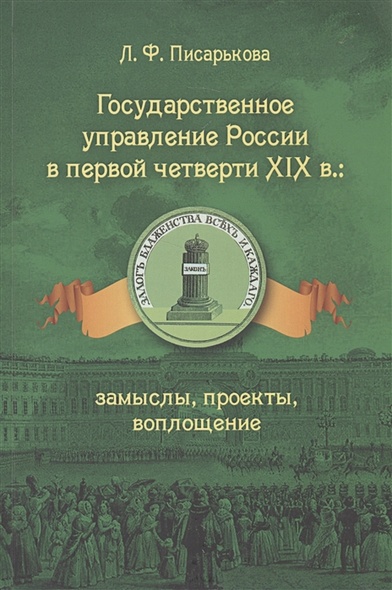 Л. Ф. Писарькова
Государственное
управление России
в первой четверти XIX в.:
ЗАЛОГЪ БЛАЖЕНСТВА ВСѢХЪ И КАЖДАГО
ЗАКОНЪ
замыслы, проекты,
воплощение